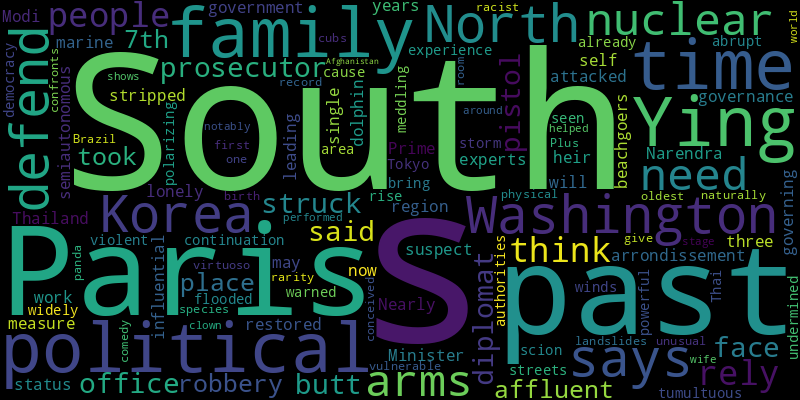 Modi
people
government
family
years
North
racist
nuclear
world
cubs
7th
marine
democracy
confronts
defend
semiautonomous
prosecutor
shows
Afghanistan
cause
experience
already
self
abrupt
time
room
record
meddling
dolphin
single
pistol
attacked
governance
stripped
Brazil
took
polarizing
South
notably
first
one
leading
area
Prime
Tokyo
experts
storm
around
seen
helped
Plus
heir
beachgoers
Ying
Narendra
need
lonely
birth
bring
rise
region
will
physical
oldest
naturally
governing
Thailand
Korea
struck
performed
Washington
Paris
violent
continuation
said
S
suspect
diplomat
authorities
think
give
stage
three
arrondissement
panda
influential
place
virtuoso
may
now
rarity
warned
flooded
species
Nearly
past
winds
powerful
Thai
undermined
work
widely
measure
comedy
clown
restored
conceived
political
Minister
scion
landslides
unusual
says
face
wife
vulnerable
streets
rely
status
office
robbery
butt
arms
affluent
tumultuous